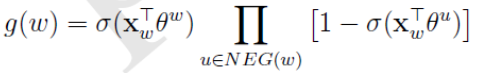 g(w) = σ(x_w^⊤ θ^w) ∏_{u∈NEG(w)} [1 − σ(x_w^⊤ θ^u)]